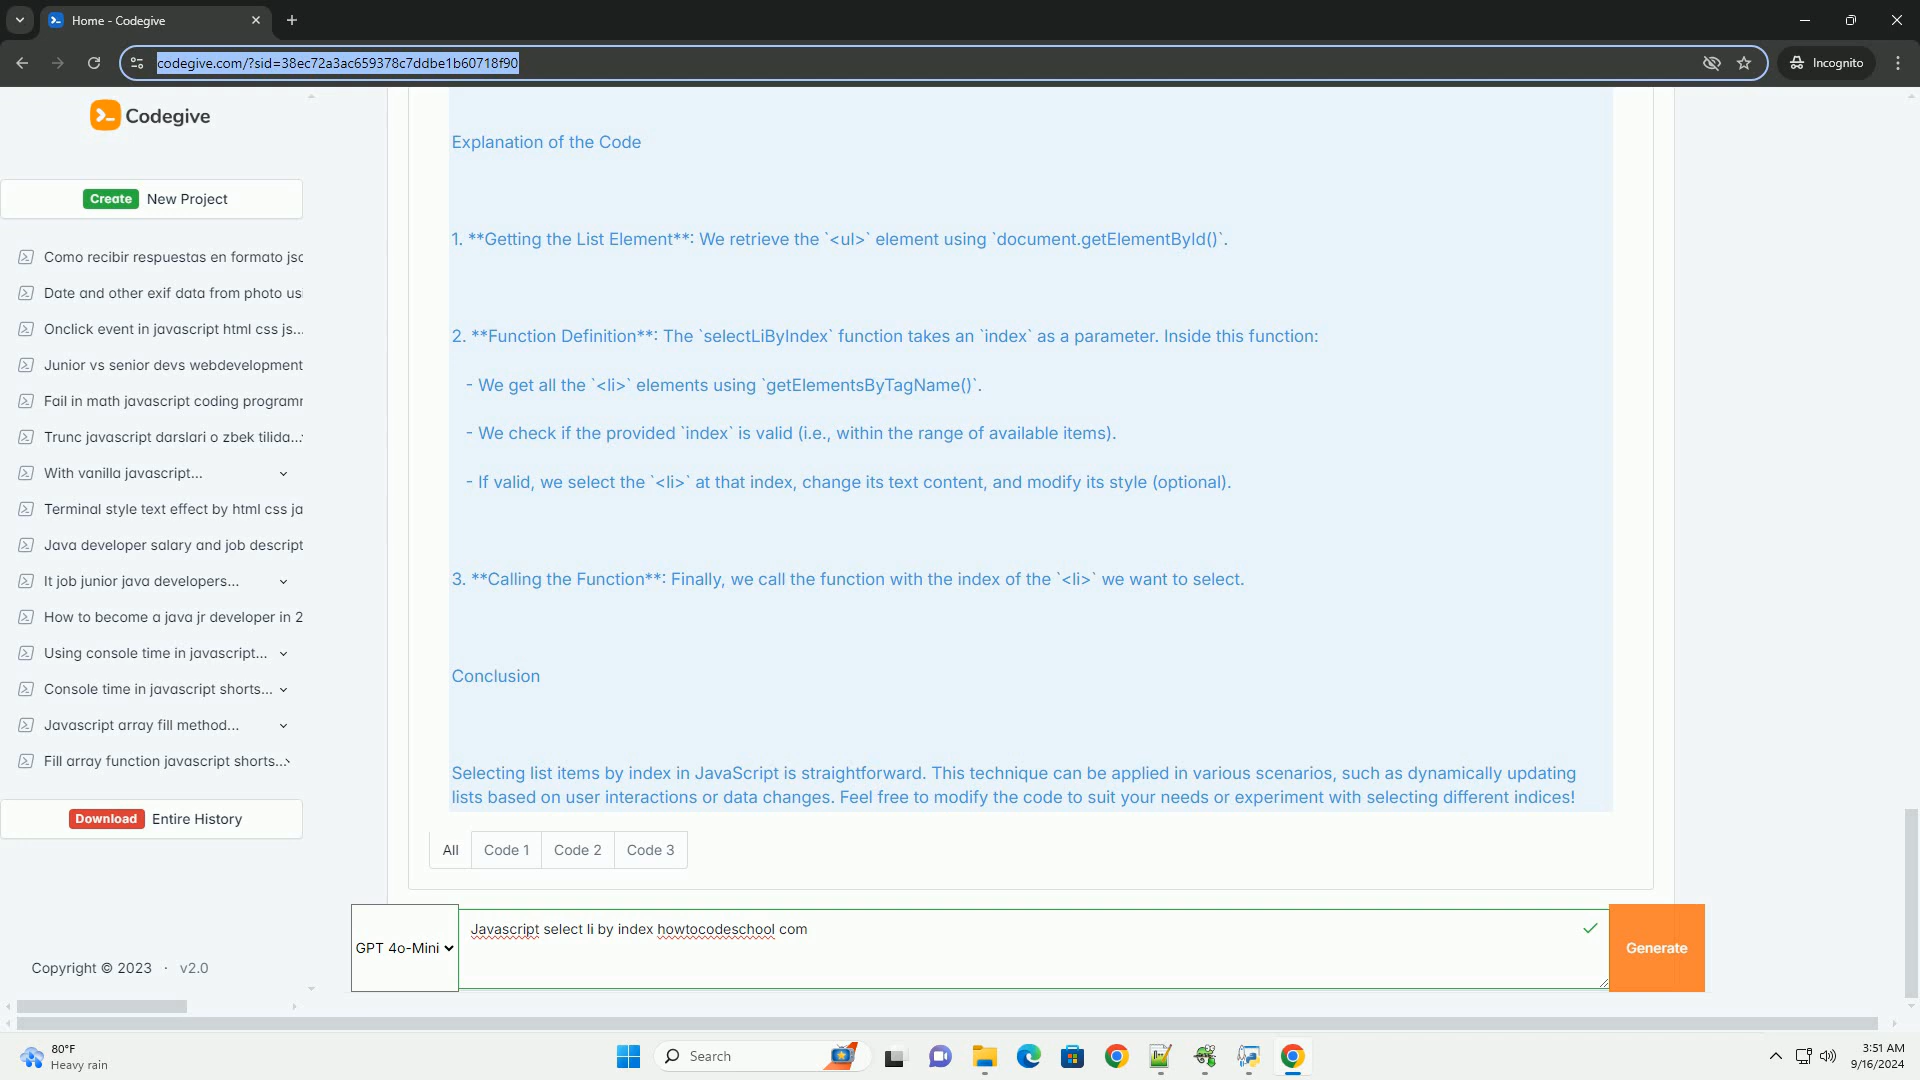 Home - Codegive
codegive.com/?sid=38ec72a3ac659378c7ddbe1b60718f90
Incognito
Codegive
Create New Project
Como recibir respuestas en formato jsc
Date and other exif data from photo us
Onclick event in javascript html css js...
Junior vs senior devs webdevelopment
Fail in math javascript coding programr
Trunc javascript darslari o zbek tilida...
With vanilla javascript...
Terminal style text effect by html css ja
Java developer salary and job descript
It job junior java developers...
How to become a java jr developer in 2
Using console time in javascript...
Console time in javascript shorts...
Javascript array fill method...
Fill array function javascript shorts...
Download Entire History
Copyright © 2023 · v2.0
Explanation of the Code
1. **Getting the List Element**: We retrieve the `<ul>` element using `document.getElementById()`.
2. **Function Definition**: The `selectLiByIndex` function takes an `index` as a parameter. Inside this function:
- We get all the `<li>` elements using `getElementsByTagName()`.
- We check if the provided `index` is valid (i.e., within the range of available items).
- If valid, we select the `<li>` at that index, change its text content, and modify its style (optional).
3. **Calling the Function**: Finally, we call the function with the index of the `<li>` we want to select.
Conclusion
Selecting list items by index in JavaScript is straightforward. This technique can be applied in various scenarios, such as dynamically updating
lists based on user interactions or data changes. Feel free to modify the code to suit your needs or experiment with selecting different indices!
All Code 1 Code 2 Code 3
GPT 4o-Mini
Javascript select li by index howtocodeschool com
Generate
80°F
Heavy rain
Search
3:51 AM
9/16/2024